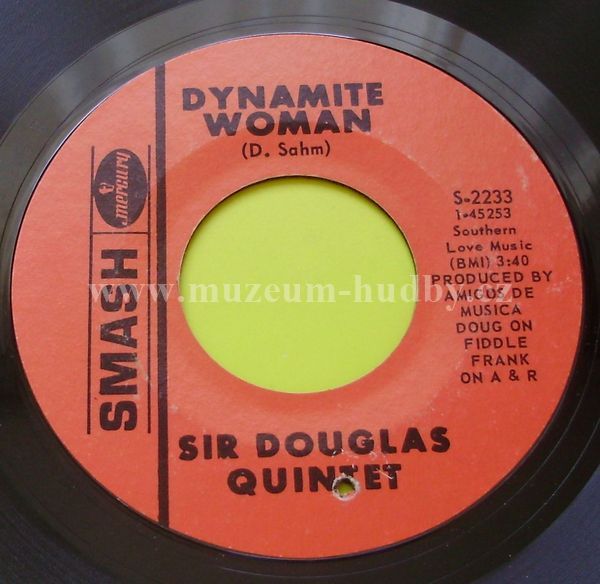 DYNAMITE
WOMAN
(D. Sahm)
SMASH
mercury
S-2233
1-45253
Southern
Love Music
(BMI) 3:40
PRODUCED BY
AMIGOS DE
MUSICA
DOUG ON
FIDDLE
FRANK
ON A & R
www.muzeum-hudby.cz
SIR DOUGLAS
QUINTET